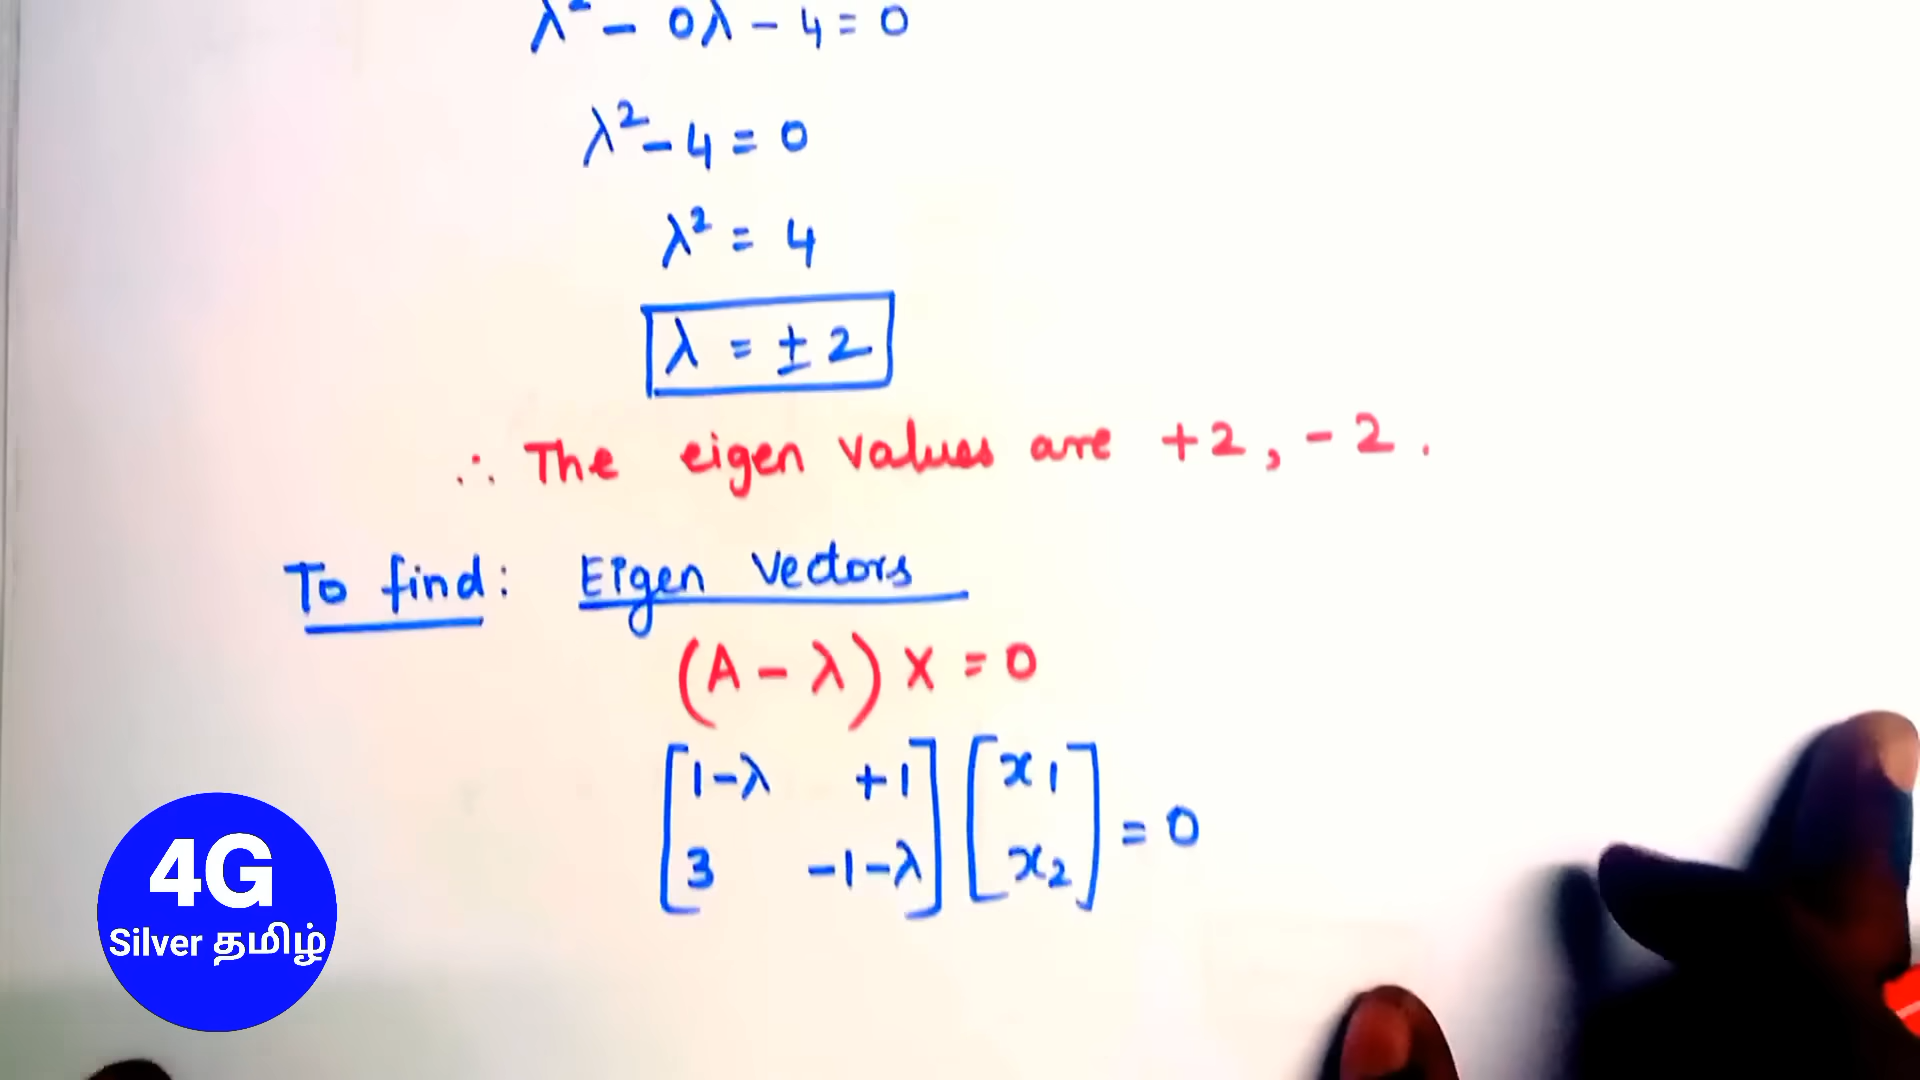 λ² - 0λ - 4 = 0
λ² - 4 = 0
λ² = 4
λ = ± 2
∴ The eigen values are +2, -2.
To find: Eigen Vectors
(A - λ) X = 0
[1-λ +1] [x1]
[3 -1-λ] [x2] = 0
4G
Silver தமிழ்